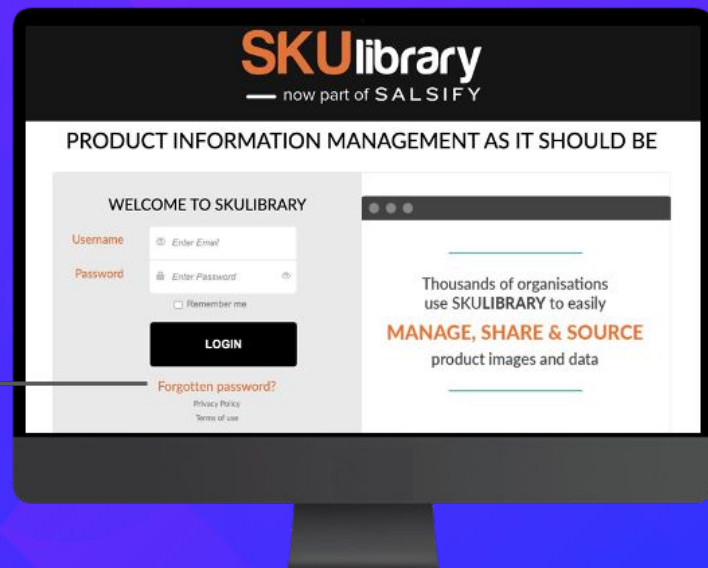 SKUlibrary
now part of SALSIFY
PRODUCT INFORMATION MANAGEMENT AS IT SHOULD BE
WELCOME TO SKULIBRARY
Username
Enter Email
Password
Enter Password
Remember me
LOGIN
Forgotten password?
Privacy Policy
Terms of use
Thousands of organisations
use SKULIBRARY to easily
MANAGE, SHARE & SOURCE
product images and data